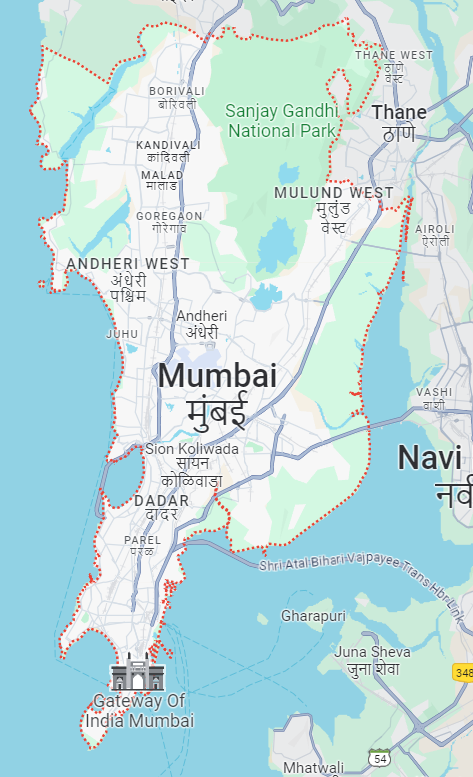 THANE WEST
ठाणे
वेस्ट
BORIVALI
बोरिवली
Sanjay Gandhi
National Park
Thane
ठाणे
KANDIVALI
कांदिवती
MALAD
मालाड
MULUND WEST
मुलुंड
वेस्ट
GOREGAON
गोरेगाव
AIROLI
ऐरोती
ANDHERI WEST
अंधेरी
पश्चिम
Andheri
अंधेरी
JUHU
Mumbai
मुंबई
VASHI
वाशी
Sion Koliwada
सायन
कोळिवाडा
Navi
नवी
DADAR
दादर
PAREL
परळ
Shri Atal Bihari Vajpayee Trans Hbr Link
Gharapuri
Juna Sheva
जुना शेवा
348
Gateway Of
India Mumbai
54
Mhatwali